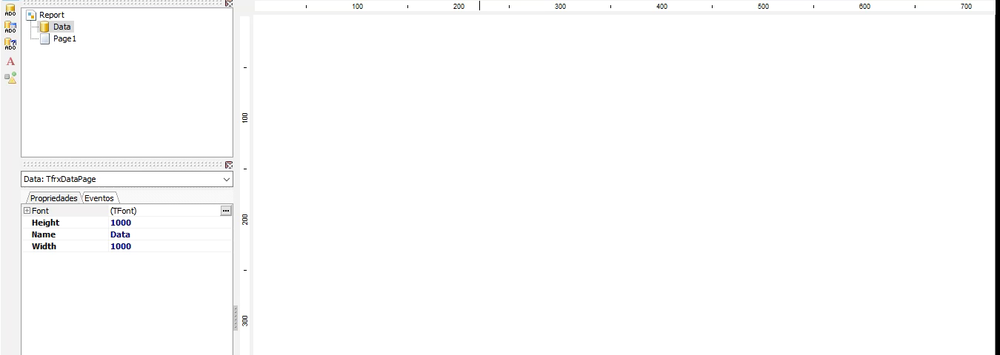 100 200 300 400 500 600 700
ADO
ADO
ADO
A
Report
Data
Page1
Data: TfrxDataPage
Propriedades Eventos
Font (TFont) ...
Height 1000
Name Data
Width 1000
100
200
300